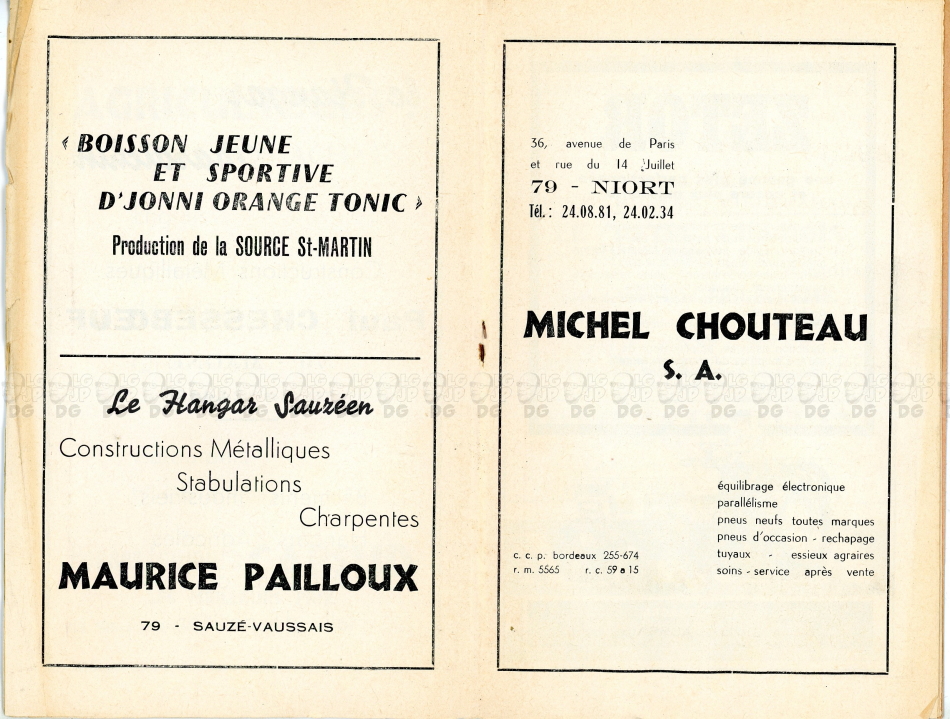 « BOISSON JEUNE
ET SPORTIVE
D'JONNI ORANGE TONIC »
Production de la SOURCE St-MARTIN
Le Hangar Sauzéen
Constructions Métalliques
Stabulations
Charpentes
MAURICE PAILLOUX
79 - SAUZÉ-VAUSSAIS
36, avenue de Paris
et rue du 14 Juillet
79 - NIORT
Tél. : 24.08.81, 24.02.34
MICHEL CHOUTEAU
S. A.
équilibrage électronique
parallélisme
pneus neufs toutes marques
pneus d'occasion - rechapage
tuyaux - essieux agraires
soins - service après vente
c. c. p. bordeaux 255-674
r. m. 5565 r. c. 59 a 15